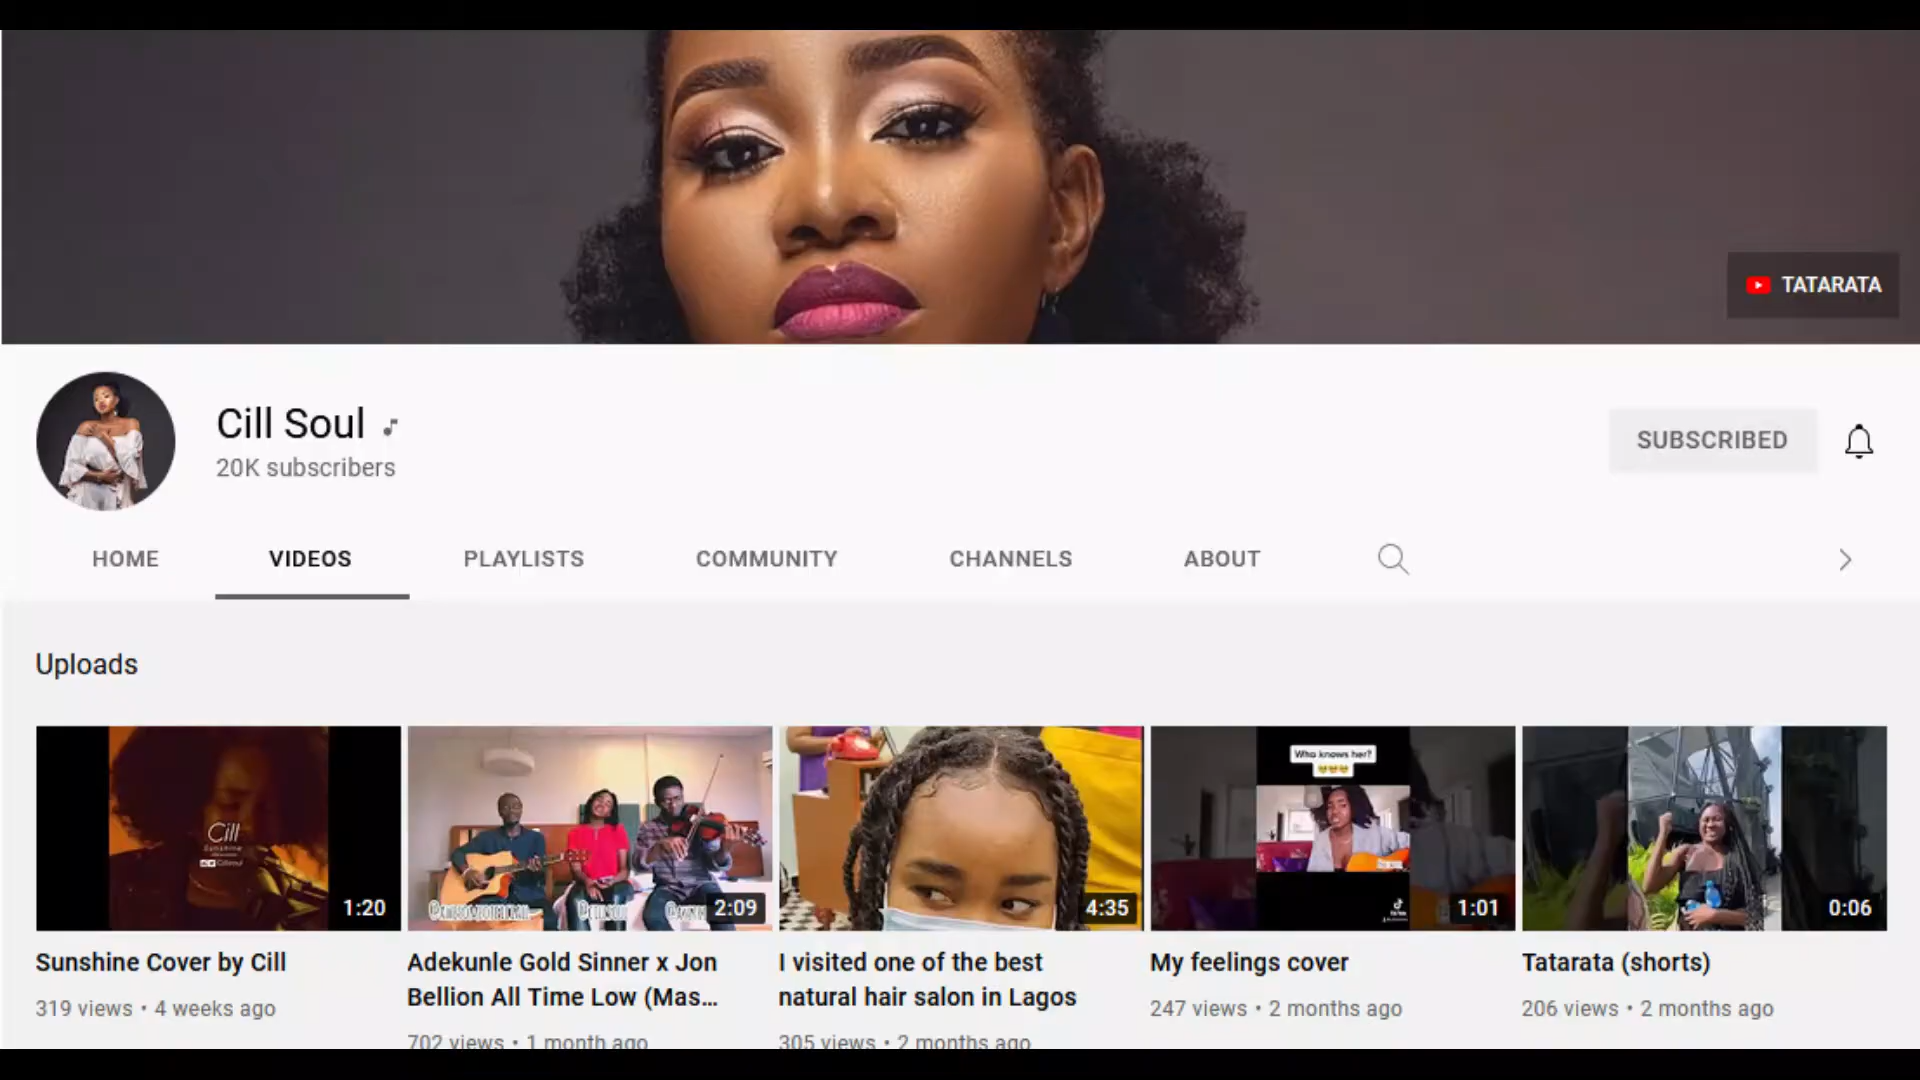 TATARATA
Cill Soul
20K subscribers
SUBSCRIBED
HOME
VIDEOS
PLAYLISTS
COMMUNITY
CHANNELS
ABOUT
Uploads
Cill
Sunshine
1:20
2:09
4:35
Who knows her?
1:01
0:06
Sunshine Cover by Cill
319 views • 4 weeks ago
Adekunle Gold Sinner x Jon
Bellion All Time Low (Mas...
702 views • 1 month ago
I visited one of the best
natural hair salon in Lagos
305 views • 2 months ago
My feelings cover
247 views • 2 months ago
Tatarata (shorts)
206 views • 2 months ago